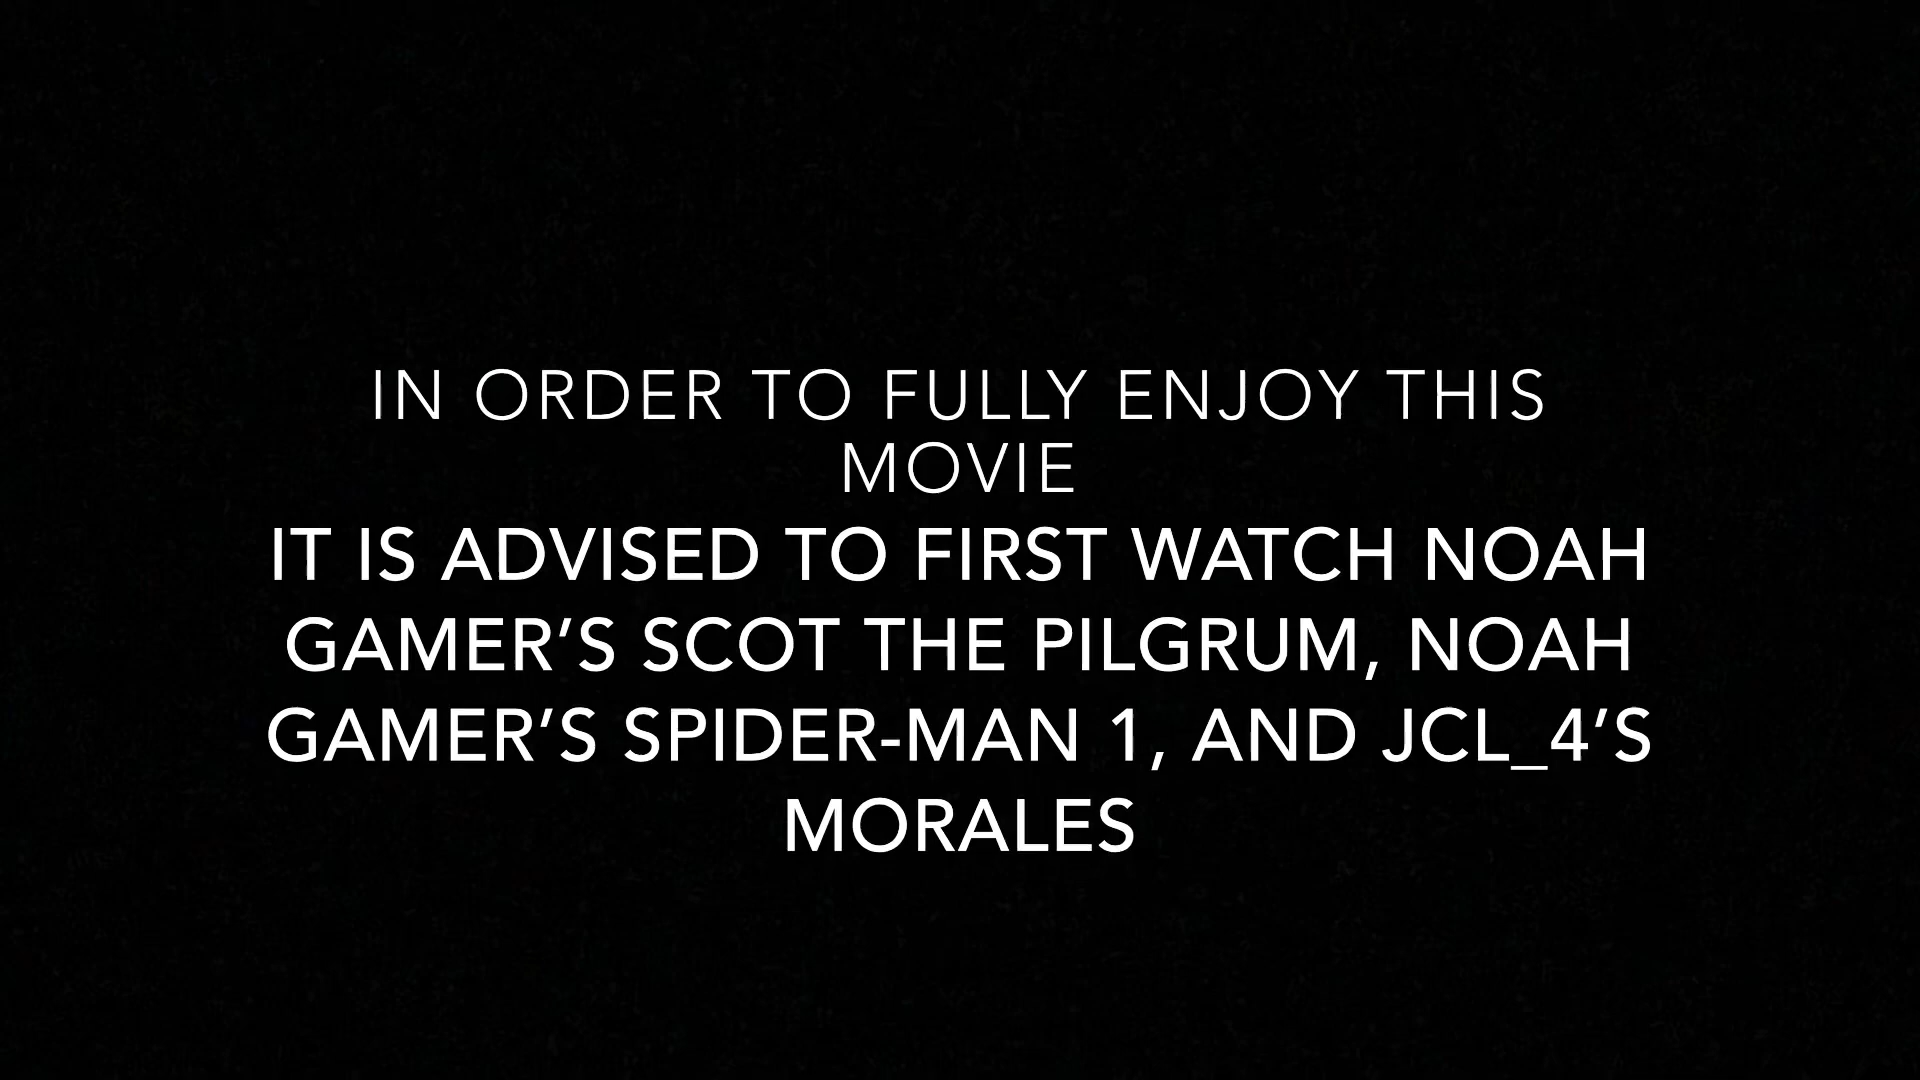 IN ORDER TO FULLY ENJOY THIS
MOVIE
IT IS ADVISED TO FIRST WATCH NOAH
GAMER’S SCOT THE PILGRUM, NOAH
GAMER’S SPIDER-MAN 1, AND JCL_4’S
MORALES